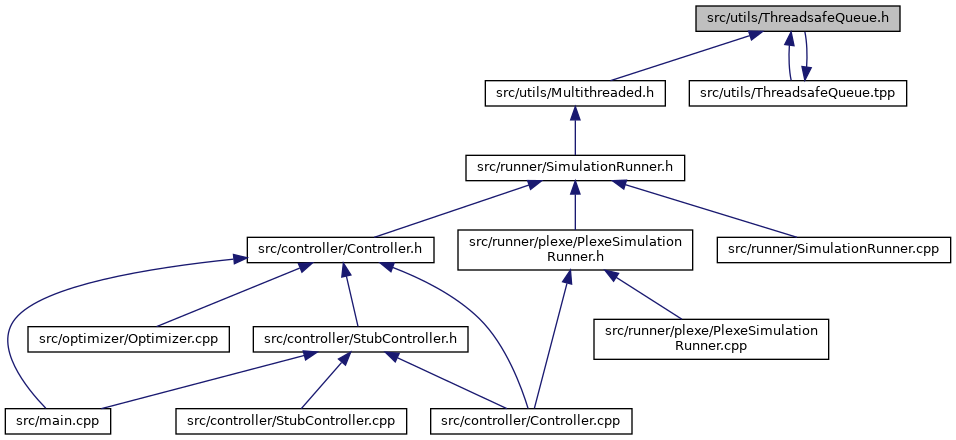 src/utils/ThreadsafeQueue.h
src/utils/Multithreaded.h
src/utils/ThreadsafeQueue.tpp
src/runner/SimulationRunner.h
src/controller/Controller.h
src/runner/plexe/PlexeSimulation
Runner.h
src/runner/SimulationRunner.cpp
src/optimizer/Optimizer.cpp
src/controller/StubController.h
src/runner/plexe/PlexeSimulation
Runner.cpp
src/main.cpp
src/controller/StubController.cpp
src/controller/Controller.cpp